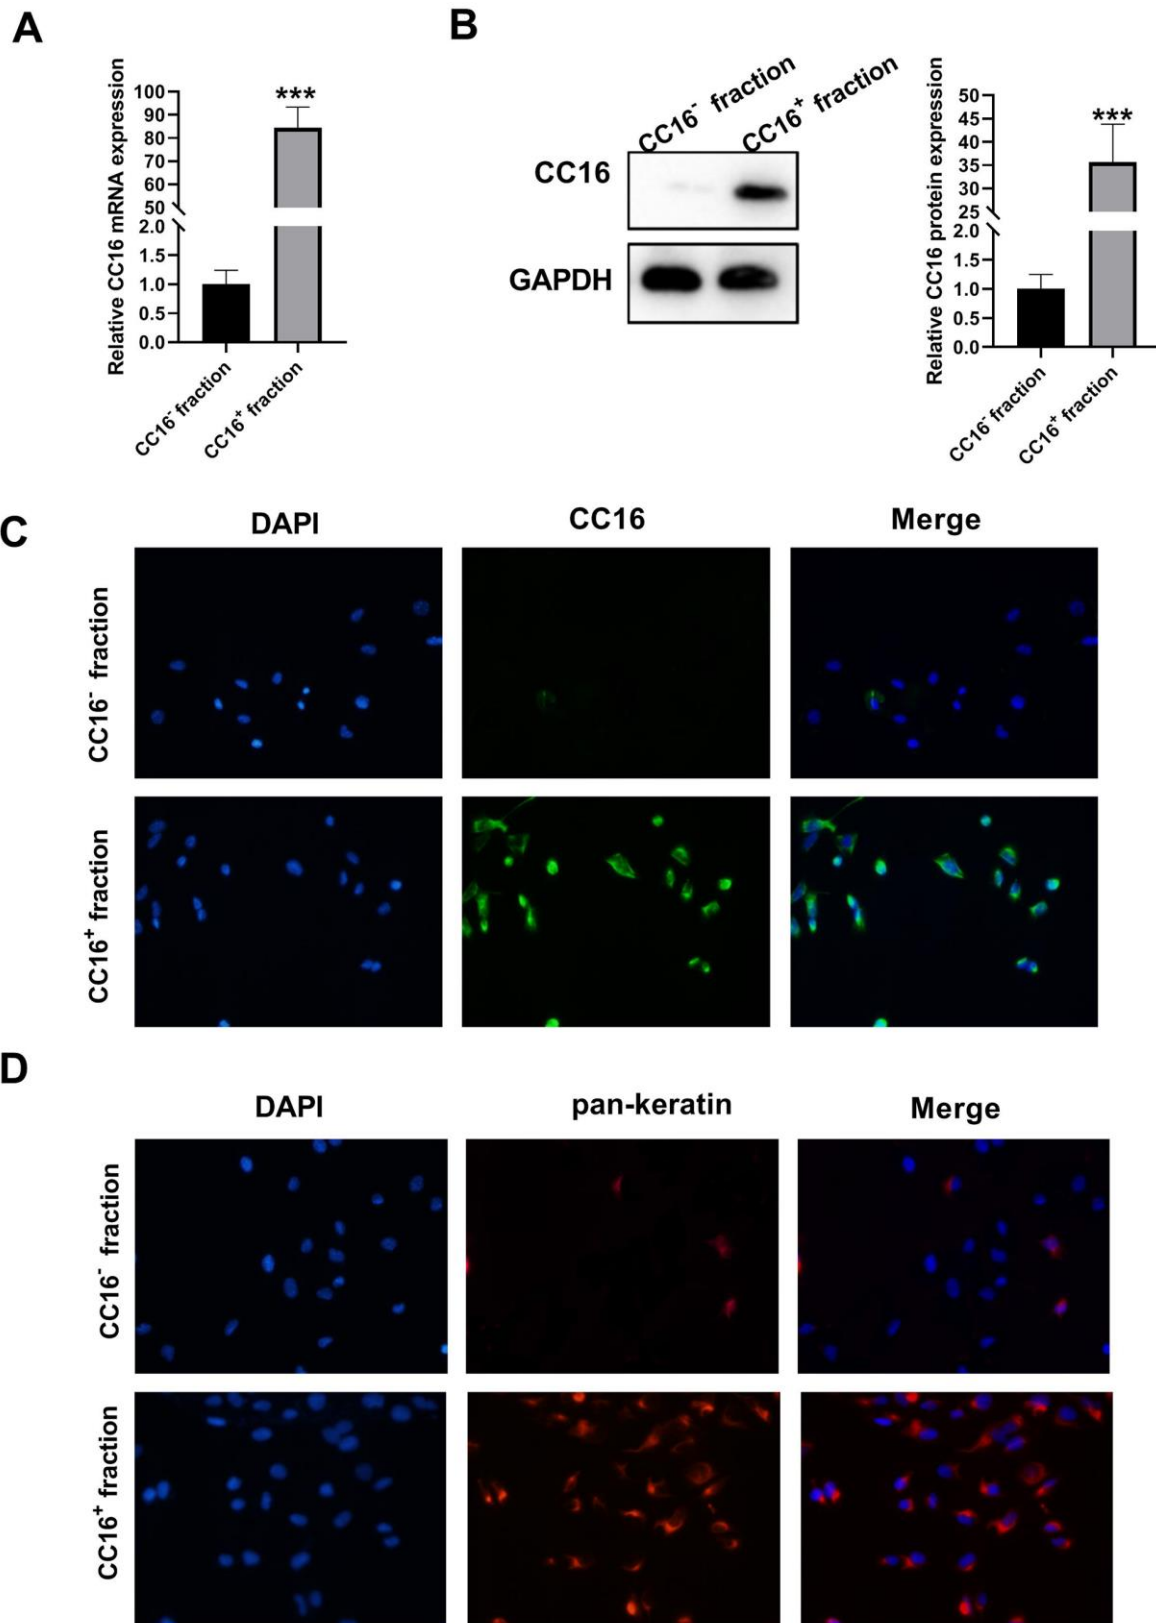 A
Relative CC16 mRNA expression
100
90
80
70
60
50
2.0
1.5
1.0
0.5
0.0
***
CC16⁻ fraction
CC16⁺ fraction
B
CC16⁻ fraction
CC16⁺ fraction
CC16
GAPDH
Relative CC16 protein expression
50
45
40
35
30
25
2.0
1.5
1.0
0.5
0.0
***
CC16⁻ fraction
CC16⁺ fraction
C
DAPI
CC16
Merge
CC16⁻ fraction
CC16⁺ fraction
D
DAPI
pan-keratin
Merge
CC16⁻ fraction
CC16⁺ fraction